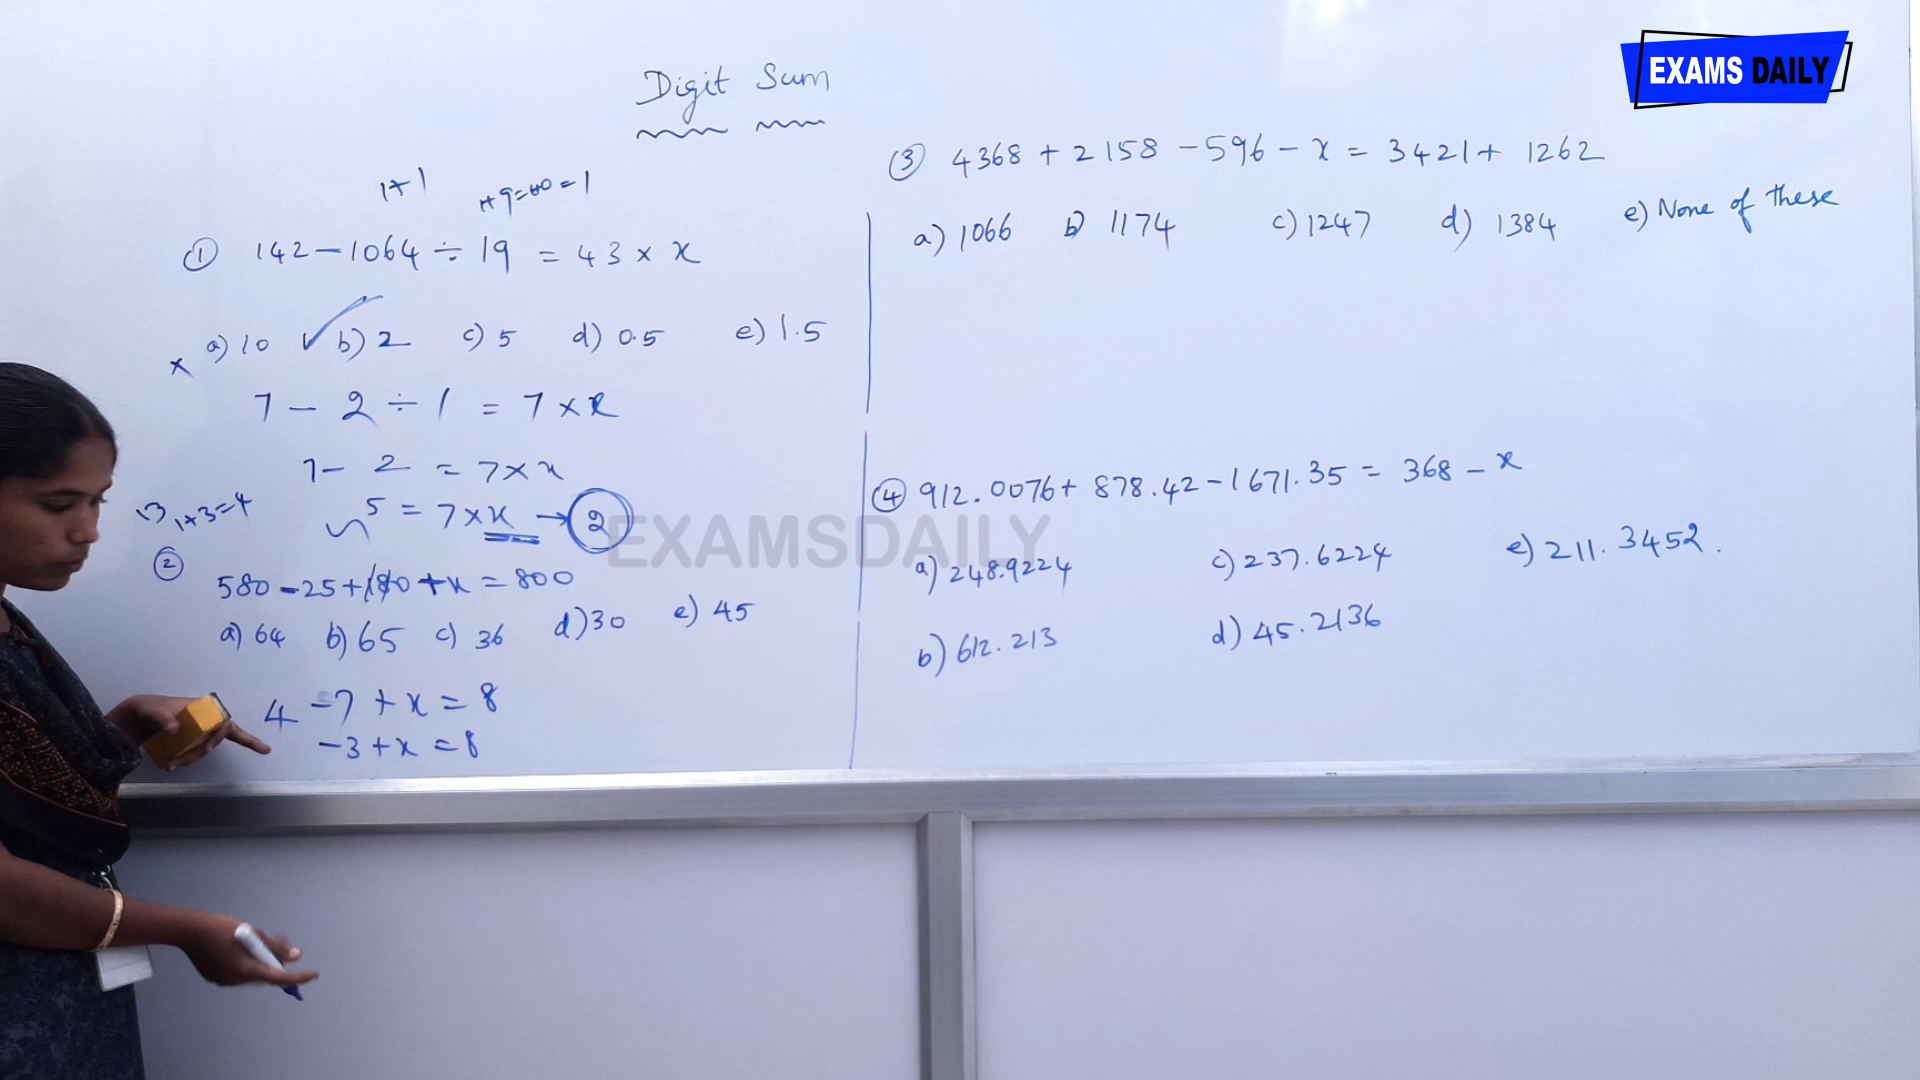 EXAMS DAILY
Digit Sum
1+1
1+9=10=1
① 142-1064÷19 = 43 × x
a) 10 ✓ b) 2 c) 5 d) 0.5 e) 1.5
x
7 - 2 ÷ 1 = 7 × x
7 - 2 = 7 × x
5 = 7 × x → 2
13 1+3=4
② 580-25+180+x=800
a) 64 b) 65 c) 36 d) 30 e) 45
4 -7 + x = 8
-3 + x = 8
③ 4368 + 2158 - 596 - x = 3421 + 1262
a) 1066 b) 1174 c) 1247 d) 1384 e) None of these
④ 912.0076 + 878.42 - 1671.35 = 368 - x
a) 248.9224 c) 237.6224 e) 211.3452.
b) 612.213 d) 45.2136
EXAMSDAILY